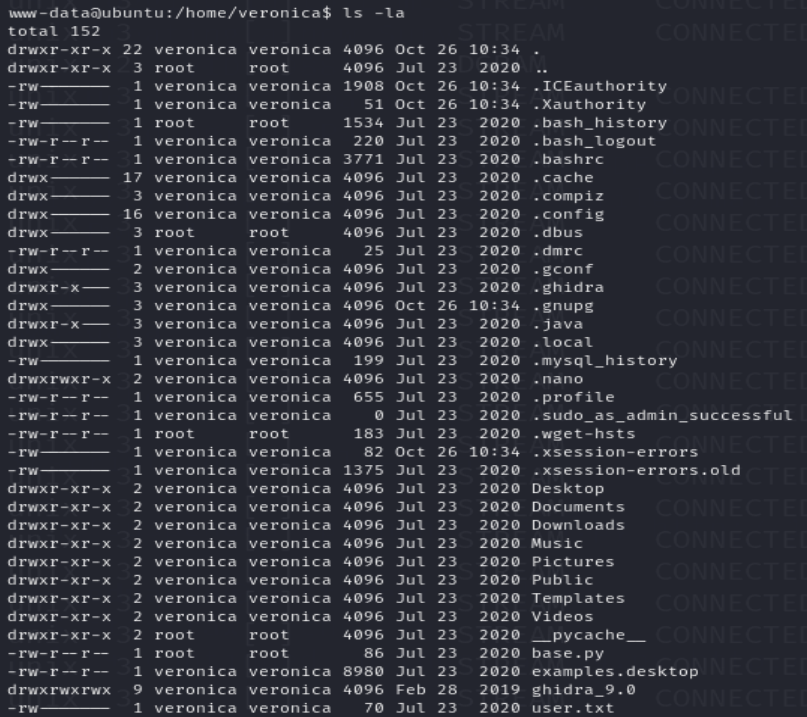 www-data@ubuntu:/home/veronica$ ls -la
total 152
drwxr-xr-x 22 veronica veronica 4096 Oct 26 10:34 .
drwxr-xr-x  3 root     root     4096 Jul 23  2020 ..
-rw-------  1 veronica veronica 1908 Oct 26 10:34 .ICEauthority
-rw-------  1 veronica veronica   51 Oct 26 10:34 .Xauthority
-rw-------  1 root     root     1534 Jul 23  2020 .bash_history
-rw-r--r--  1 veronica veronica  220 Jul 23  2020 .bash_logout
-rw-r--r--  1 veronica veronica 3771 Jul 23  2020 .bashrc
drwx------ 17 veronica veronica 4096 Jul 23  2020 .cache
drwx------  3 veronica veronica 4096 Jul 23  2020 .compiz
drwx------ 16 veronica veronica 4096 Jul 23  2020 .config
drwx------  3 root     root     4096 Jul 23  2020 .dbus
-rw-r--r--  1 veronica veronica   25 Jul 23  2020 .dmrc
drwx------  2 veronica veronica 4096 Jul 23  2020 .gconf
drwxr-x---  3 veronica veronica 4096 Jul 23  2020 .ghidra
drwx------  3 veronica veronica 4096 Oct 26 10:34 .gnupg
drwxr-x---  3 veronica veronica 4096 Jul 23  2020 .java
drwx------  3 veronica veronica 4096 Jul 23  2020 .local
-rw-------  1 veronica veronica  199 Jul 23  2020 .mysql_history
drwxrwxr-x  2 veronica veronica 4096 Jul 23  2020 .nano
-rw-r--r--  1 veronica veronica  655 Jul 23  2020 .profile
-rw-r--r--  1 veronica veronica    0 Jul 23  2020 .sudo_as_admin_successful
-rw-r--r--  1 root     root      183 Jul 23  2020 .wget-hsts
-rw-------  1 veronica veronica   82 Oct 26 10:34 .xsession-errors
-rw-------  1 veronica veronica 1375 Jul 23  2020 .xsession-errors.old
drwxr-xr-x  2 veronica veronica 4096 Jul 23  2020 Desktop
drwxr-xr-x  2 veronica veronica 4096 Jul 23  2020 Documents
drwxr-xr-x  2 veronica veronica 4096 Jul 23  2020 Downloads
drwxr-xr-x  2 veronica veronica 4096 Jul 23  2020 Music
drwxr-xr-x  2 veronica veronica 4096 Jul 23  2020 Pictures
drwxr-xr-x  2 veronica veronica 4096 Jul 23  2020 Public
drwxr-xr-x  2 veronica veronica 4096 Jul 23  2020 Templates
drwxr-xr-x  2 veronica veronica 4096 Jul 23  2020 Videos
drwxr-xr-x  2 root     root     4096 Jul 23  2020 __pycache__
-rw-r--r--  1 root     root       86 Jul 23  2020 base.py
-rw-r--r--  1 veronica veronica 8980 Jul 23  2020 examples.desktop
drwxrwxrwx  9 veronica veronica 4096 Feb 28  2019 ghidra_9.0
-rw-------  1 veronica veronica   70 Jul 23  2020 user.txt